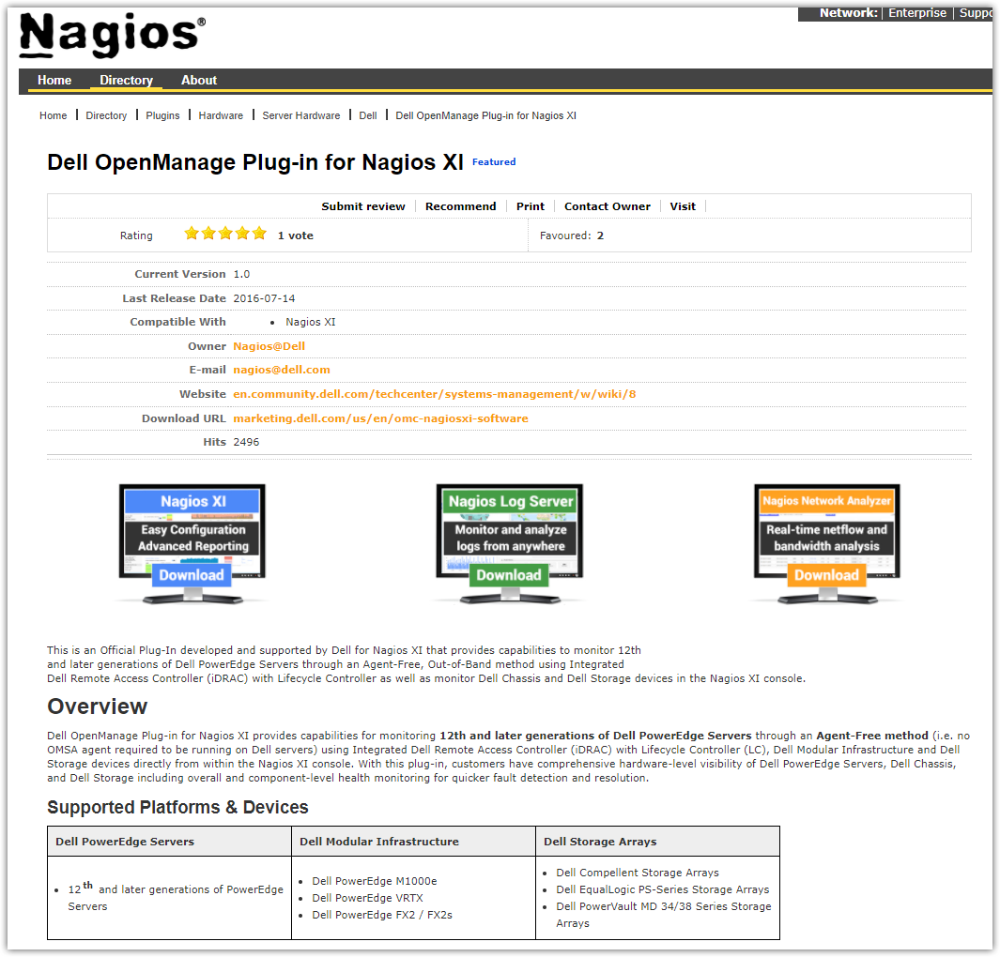 Network: | Enterprise | Suppo
Nagios®
Home Directory About
Home | Directory | Plugins | Hardware | Server Hardware | Dell | Dell OpenManage Plug-in for Nagios XI
Dell OpenManage Plug-in for Nagios XI Featured
Submit review | Recommend | Print | Contact Owner | Visit |
Rating 1 vote Favoured: 2
Current Version 1.0
Last Release Date 2016-07-14
Compatible With • Nagios XI
Owner Nagios@Dell
E-mail nagios@dell.com
Website en.community.dell.com/techcenter/systems-management/w/wiki/8
Download URL marketing.dell.com/us/en/omc-nagiosxi-software
Hits 2496
Nagios XI
Easy Configuration
Advanced Reporting
Download
Nagios Log Server
Monitor and analyze
logs from anywhere
Download
Nagios Network Analyzer
Real-time netflow and
bandwidth analysis
Download
This is an Official Plug-In developed and supported by Dell for Nagios XI that provides capabilities to monitor 12th
and later generations of Dell PowerEdge Servers through an Agent-Free, Out-of-Band method using Integrated
Dell Remote Access Controller (iDRAC) with Lifecycle Controller as well as monitor Dell Chassis and Dell Storage devices in the Nagios XI console.
Overview
Dell OpenManage Plug-in for Nagios XI provides capabilities for monitoring 12th and later generations of Dell PowerEdge Servers through an Agent-Free method (i.e. no
OMSA agent required to be running on Dell servers) using Integrated Dell Remote Access Controller (iDRAC) with Lifecycle Controller (LC), Dell Modular Infrastructure and Dell
Storage devices directly from within the Nagios XI console. With this plug-in, customers have comprehensive hardware-level visibility of Dell PowerEdge Servers, Dell Chassis,
and Dell Storage including overall and component-level health monitoring for quicker fault detection and resolution.
Supported Platforms & Devices
Dell PowerEdge Servers
• 12th and later generations of PowerEdge
Servers
Dell Modular Infrastructure
• Dell PowerEdge M1000e
• Dell PowerEdge VRTX
• Dell PowerEdge FX2 / FX2s
Dell Storage Arrays
• Dell Compellent Storage Arrays
• Dell EqualLogic PS-Series Storage Arrays
• Dell PowerVault MD 34/38 Series Storage
Arrays